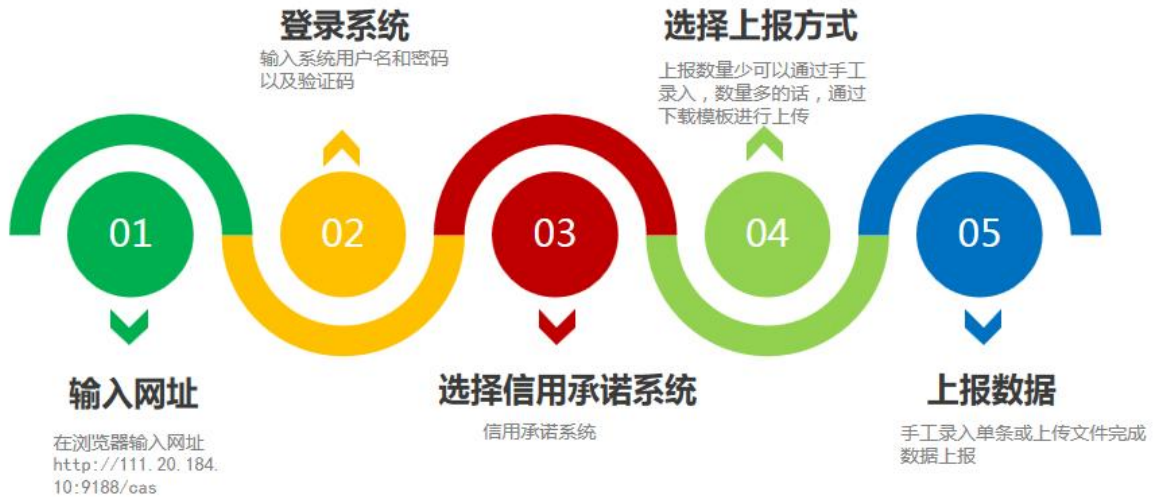 登录系统
输入系统用户名和密码
以及验证码
选择上报方式
上报数量少可以通过手工
录入，数量多的话，通过
下载模板进行上传
01
02
03
04
05
输入网址
在浏览器输入网址
http://111.20.184.
10:9188/cas
选择信用承诺系统
信用承诺系统
上报数据
手工录入单条或上传文件完成
数据上报